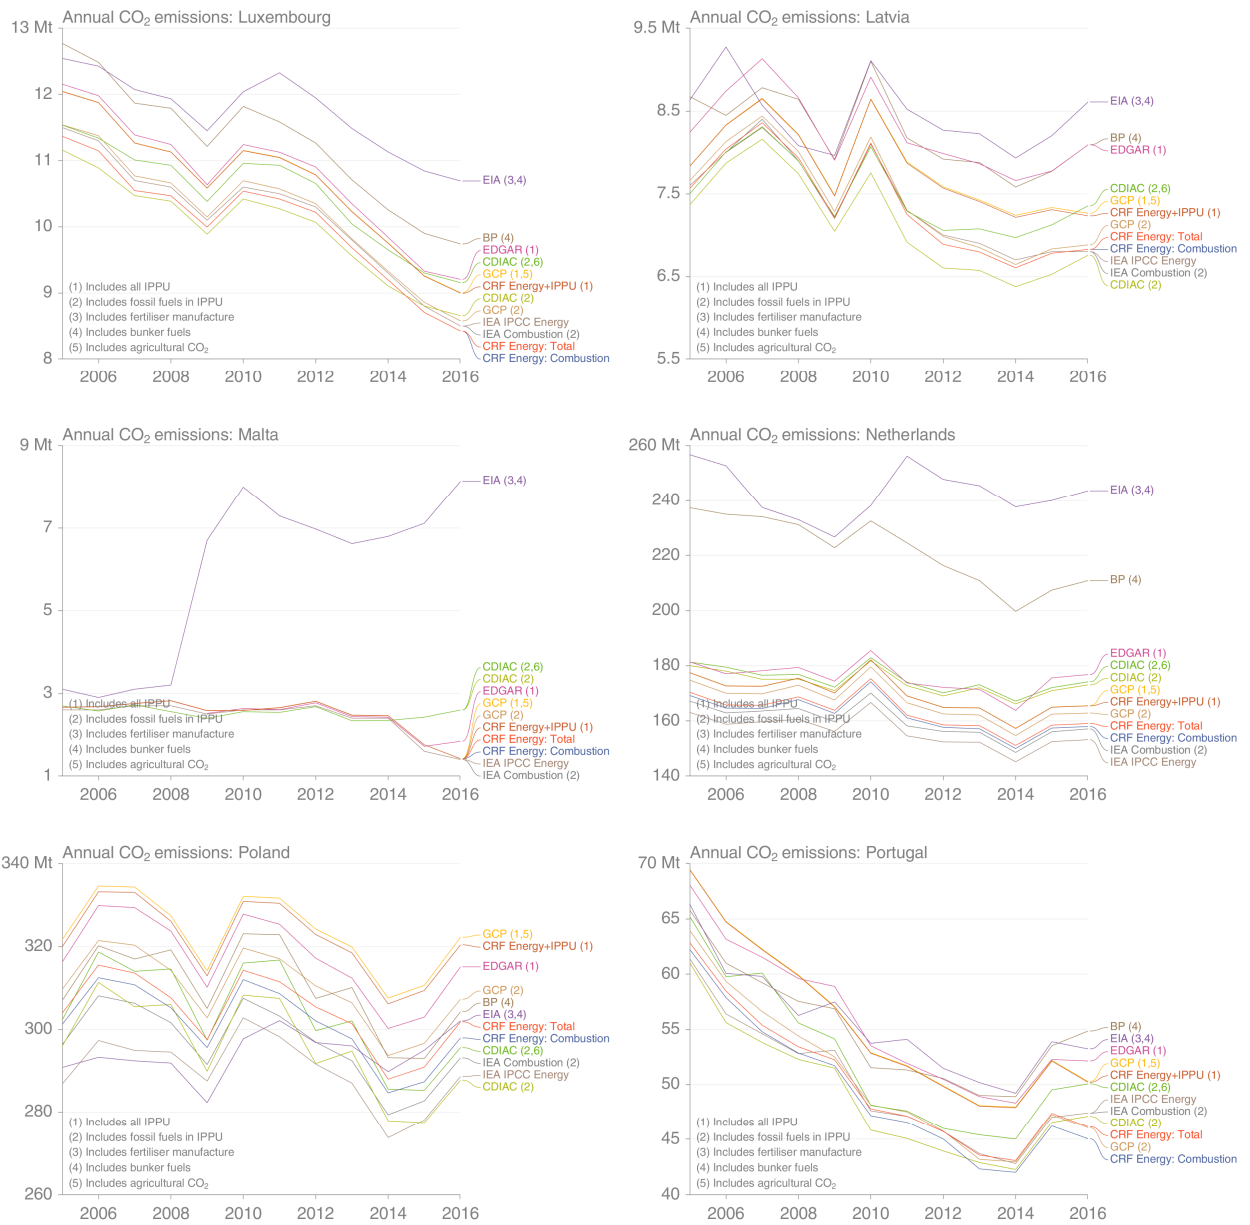 Annual CO2 emissions: Luxembourg
13 Mt
12
11
10
9
8
EIA (3,4)
BP (4)
EDGAR (1)
CDIAC (2,6)
GCP (1,5)
CRF Energy+IPPU (1)
CDIAC (2)
GCP (2)
IEA IPCC Energy
IEA Combustion (2)
CRF Energy: Total
CRF Energy: Combustion
(1) Includes all IPPU
(2) Includes fossil fuels in IPPU
(3) Includes fertiliser manufacture
(4) Includes bunker fuels
(5) Includes agricultural CO2
2006 2008 2010 2012 2014 2016
Annual CO2 emissions: Latvia
9.5 Mt
8.5
7.5
6.5
5.5
EIA (3,4)
BP (4)
EDGAR (1)
CDIAC (2,6)
GCP (1,5)
CRF Energy+IPPU (1)
GCP (2)
CRF Energy: Total
CRF Energy: Combustion
IEA IPCC Energy
IEA Combustion (2)
CDIAC (2)
(1) Includes all IPPU
(2) Includes fossil fuels in IPPU
(3) Includes fertiliser manufacture
(4) Includes bunker fuels
(5) Includes agricultural CO2
2006 2008 2010 2012 2014 2016
Annual CO2 emissions: Malta
9 Mt
7
5
3
1
EIA (3,4)
CDIAC (2,6)
CDIAC (2)
EDGAR (1)
GCP (1,5)
GCP (2)
CRF Energy+IPPU (1)
CRF Energy: Total
CRF Energy: Combustion
IEA IPCC Energy
IEA Combustion (2)
(1) Includes all IPPU
(2) Includes fossil fuels in IPPU
(3) Includes fertiliser manufacture
(4) Includes bunker fuels
(5) Includes agricultural CO2
2006 2008 2010 2012 2014 2016
Annual CO2 emissions: Netherlands
260 Mt
240
220
200
180
160
140
EIA (3,4)
BP (4)
EDGAR (1)
CDIAC (2,6)
CDIAC (2)
GCP (1,5)
CRF Energy+IPPU (1)
GCP (2)
CRF Energy: Total
CRF Energy: Combustion
IEA Combustion (2)
IEA IPCC Energy
(1) Includes all IPPU
(2) Includes fossil fuels in IPPU
(3) Includes fertiliser manufacture
(4) Includes bunker fuels
(5) Includes agricultural CO2
2006 2008 2010 2012 2014 2016
Annual CO2 emissions: Poland
340 Mt
320
300
280
260
GCP (1,5)
CRF Energy+IPPU (1)
EDGAR (1)
GCP (2)
BP (4)
EIA (3,4)
CRF Energy: Total
CRF Energy: Combustion
CDIAC (2,6)
IEA Combustion (2)
IEA IPCC Energy
CDIAC (2)
(1) Includes all IPPU
(2) Includes fossil fuels in IPPU
(3) Includes fertiliser manufacture
(4) Includes bunker fuels
(5) Includes agricultural CO2
2006 2008 2010 2012 2014 2016
Annual CO2 emissions: Portugal
70 Mt
65
60
55
50
45
40
BP (4)
EIA (3,4)
EDGAR (1)
GCP (1,5)
CRF Energy+IPPU (1)
CDIAC (2,6)
IEA IPCC Energy
IEA Combustion (2)
CDIAC (2)
CRF Energy: Total
GCP (2)
CRF Energy: Combustion
(1) Includes all IPPU
(2) Includes fossil fuels in IPPU
(3) Includes fertiliser manufacture
(4) Includes bunker fuels
(5) Includes agricultural CO2
2006 2008 2010 2012 2014 2016